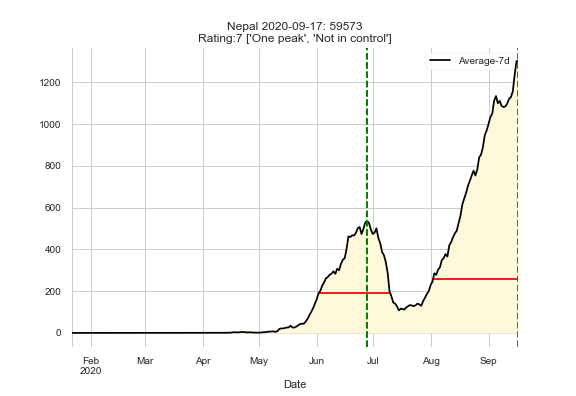 Nepal 2020-09-17: 59573
Rating:7 ['One peak', 'Not in control']
Average-7d
1200
1000
800
600
400
200
0
Feb Mar Apr May Jun Jul Aug Sep
2020
Date